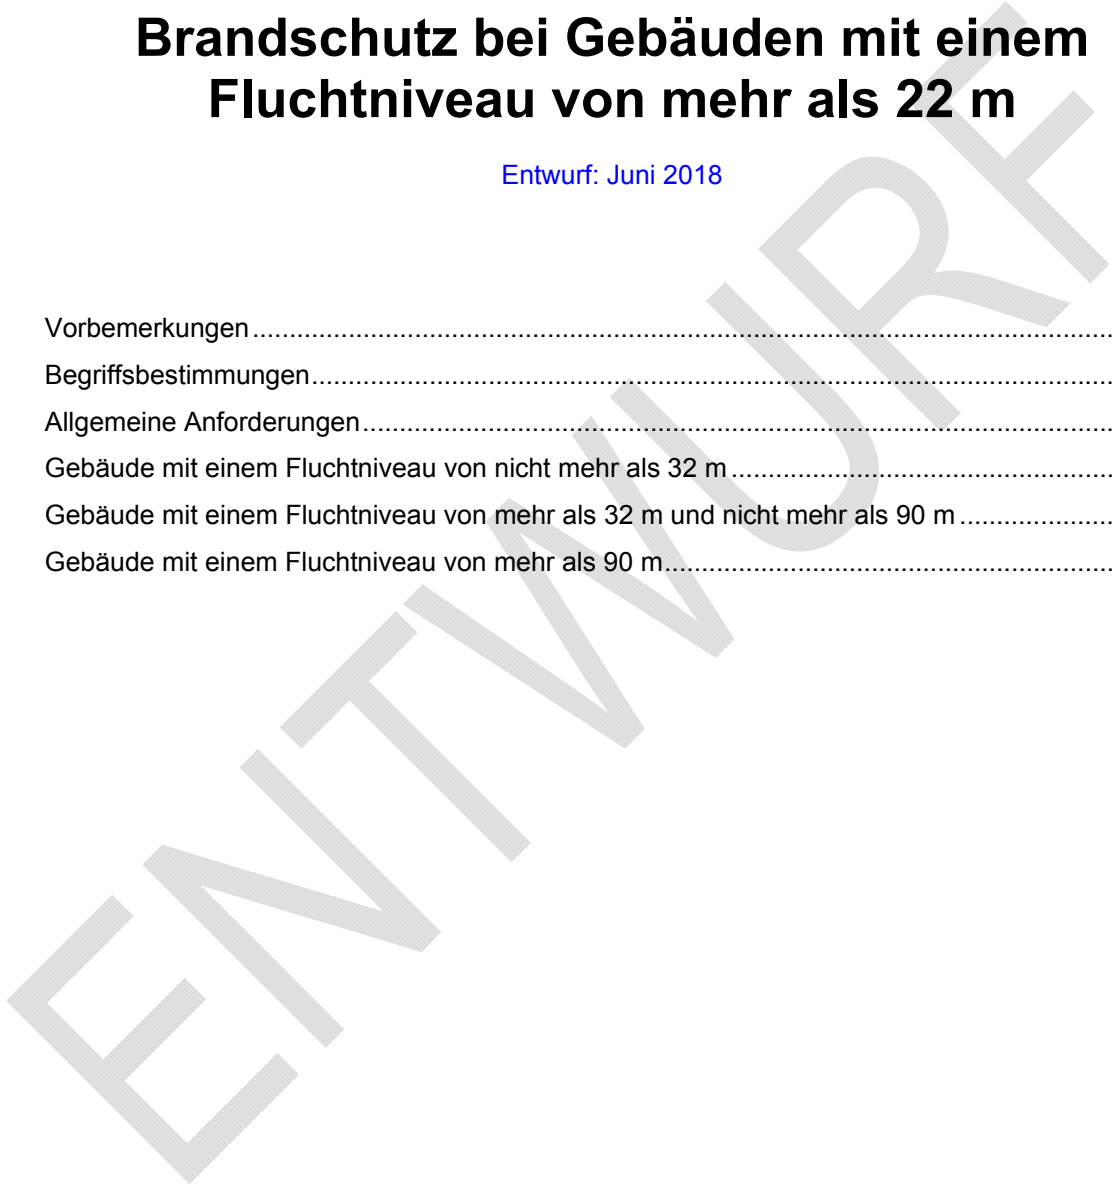 Brandschutz bei Gebäuden mit einem
Fluchtniveau von mehr als 22 m
Entwurf: Juni 2018
Vorbemerkungen
Begriffsbestimmungen
Allgemeine Anforderungen
Gebäude mit einem Fluchtniveau von nicht mehr als 32 m
Gebäude mit einem Fluchtniveau von mehr als 32 m und nicht mehr als 90 m
Gebäude mit einem Fluchtniveau von mehr als 90 m
ENTWURF